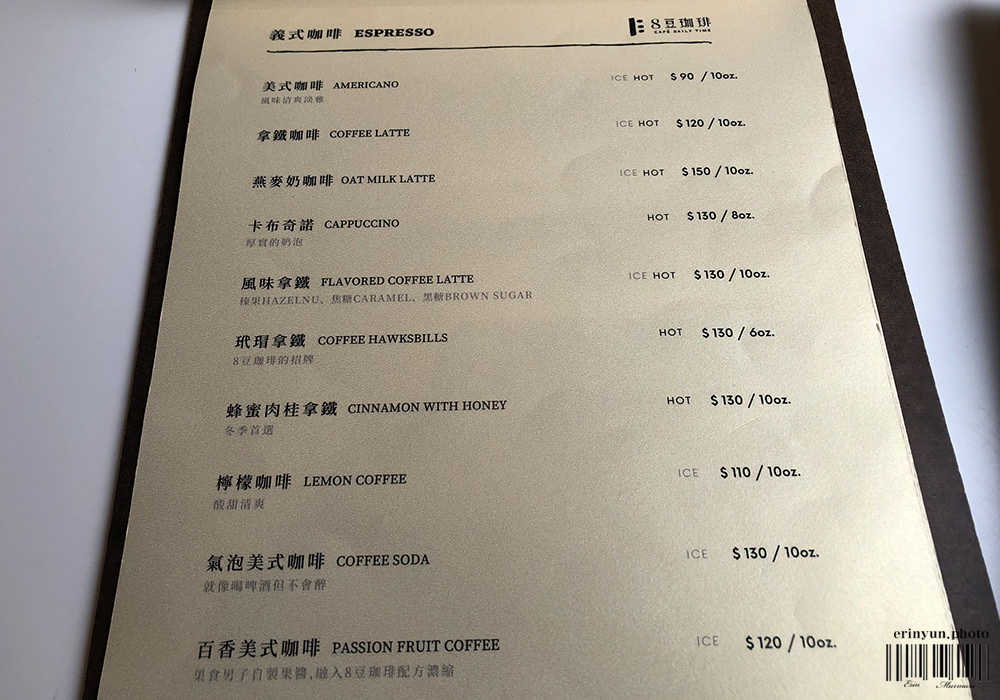 義式咖啡 ESPRESSO
8豆珈琲
CAFÉ DAILY TIME
美式咖啡 AMERICANO ICE HOT $90 / 10oz.
風味清爽淡雅
拿鐵咖啡 COFFEE LATTE ICE HOT $120 / 10oz.
燕麥奶咖啡 OAT MILK LATTE ICE HOT $150 / 10oz.
卡布奇諾 CAPPUCCINO HOT $130 / 8oz.
厚實的奶泡
風味拿鐵 FLAVORED COFFEE LATTE ICE HOT $130 / 10oz.
榛果HAZELNU、焦糖CARAMEL、黑糖BROWN SUGAR
玳瑁拿鐵 COFFEE HAWKSBILLS HOT $130 / 6oz.
8豆珈琲的招牌
蜂蜜肉桂拿鐵 CINNAMON WITH HONEY HOT $130 / 10oz.
冬季首選
檸檬咖啡 LEMON COFFEE ICE $110 / 10oz.
酸甜清爽
氣泡美式咖啡 COFFEE SODA ICE $130 / 10oz.
就像喝啤酒但不會醉
百香美式咖啡 PASSION FRUIT COFFEE ICE $120 / 10oz.
果食男子自製果醬,融入8豆珈琲配方濃縮
erinyun.photo
Erin Murmur